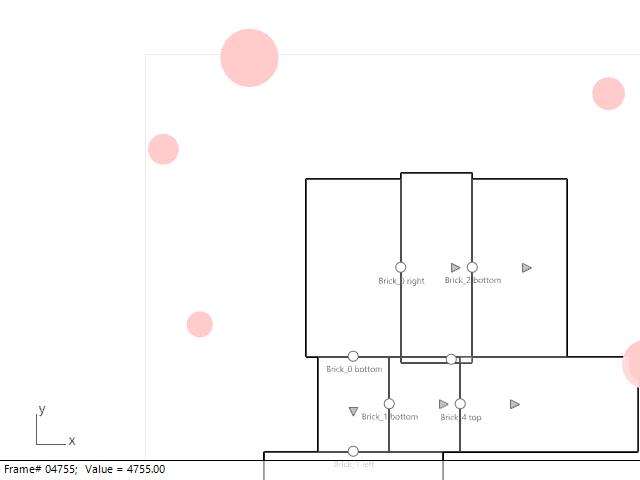 Brick_0 right
Brick_2 bottom
Brick_0 bottom
Brick_1 bottom
Brick_4 top
Brick_1 left
y
x
Frame# 04755; Value = 4755.00